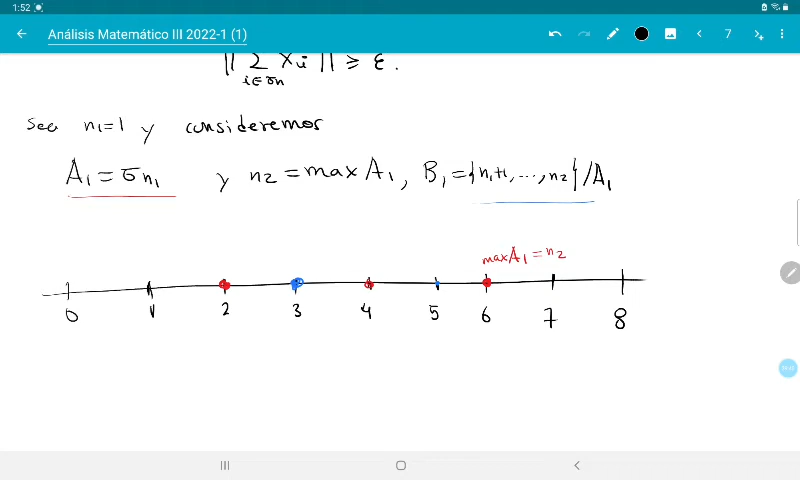 1:52
Análisis Matemático III 2022-1 (1)
7
|| Σ xi || ≥ ε.
i∈σn
Sea n₁=1 y consideremos
A₁ = σn₁ y n₂ = max A₁, B₁ = {n₁+1, ..., n₂} / A₁
max A₁ = n₂
0 1 2 3 4 5 6 7 8